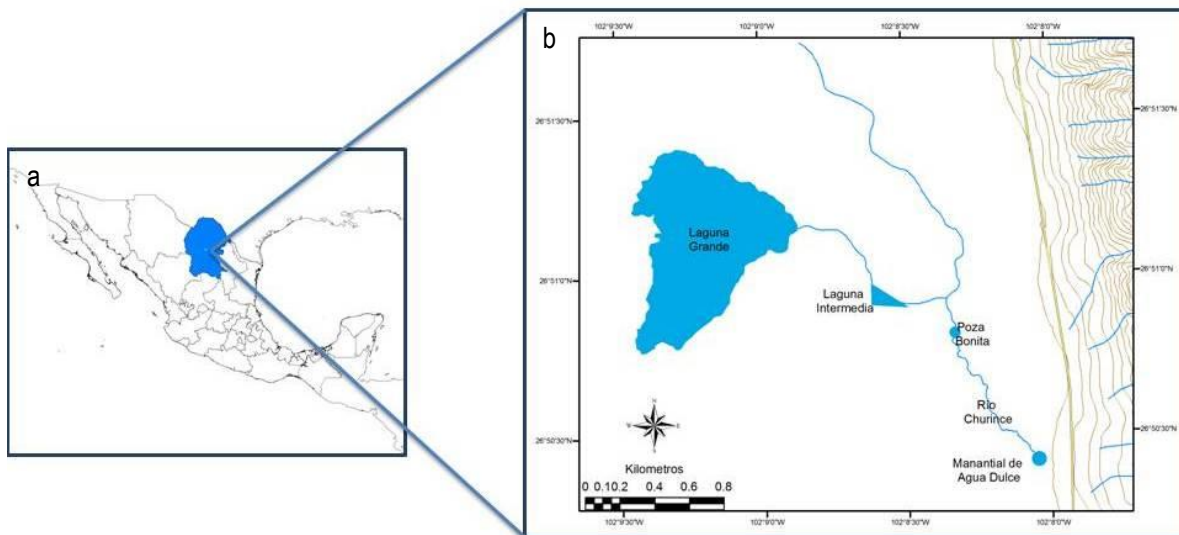 a
b
102°9'30"W 102°9'0"W 102°8'30"W 102°8'0"W
26°51'30"N
26°51'30"N
Laguna
Grande
26°51'0"N
26°51'0"N
Laguna
Intermedia
Poza
Bonita
Río
Churince
26°50'30"N
26°50'30"N
Manantial de
Agua Dulce
N
W E
S
Kilometros
0 0.10.2 0.4 0.6 0.8
102°9'30"W 102°9'0"W 102°8'30"W 102°8'0"W